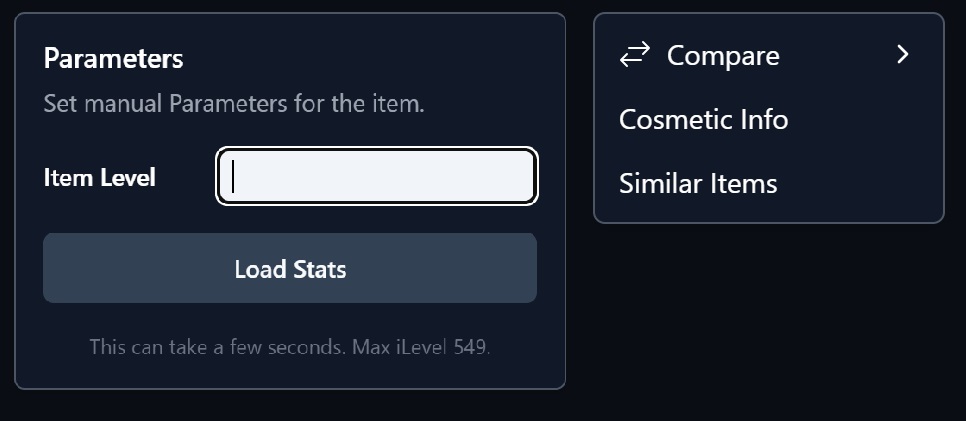 Parameters
Set manual Parameters for the item.
Item Level
Load Stats
This can take a few seconds. Max iLevel 549.
Compare
Cosmetic Info
Similar Items